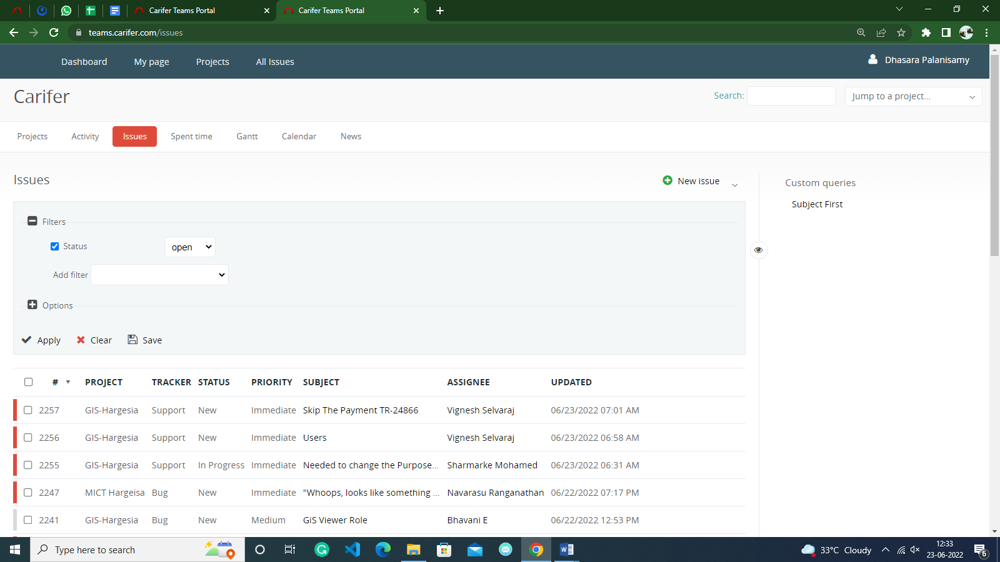 Carifer Teams Portal
Carifer Teams Portal
teams.carifer.com/issues
Dashboard My page Projects All Issues Dhasara Palanisamy
Carifer Search: Jump to a project...
Projects Activity Issues Spent time Gantt Calendar News
Issues New issue Custom queries
Subject First
Filters
Status open
Add filter
Options
Apply Clear Save
# PROJECT TRACKER STATUS PRIORITY SUBJECT ASSIGNEE UPDATED
2257 GIS-Hargesia Support New Immediate Skip The Payment TR-24866 Vignesh Selvaraj 06/23/2022 07:01 AM
2256 GIS-Hargesia Support New Immediate Users Vignesh Selvaraj 06/23/2022 06:58 AM
2255 GIS-Hargesia Support In Progress Immediate Needed to change the Purpose... Sharmarke Mohamed 06/23/2022 06:31 AM
2247 MICT Hargeisa Bug New Immediate "Whoops, looks like something ... Navarasu Ranganathan 06/22/2022 07:17 PM
2241 GIS-Hargesia Bug New Medium GiS Viewer Role Bhavani E 06/22/2022 12:53 PM
Type here to search 33°C Cloudy 12:33
23-06-2022 6